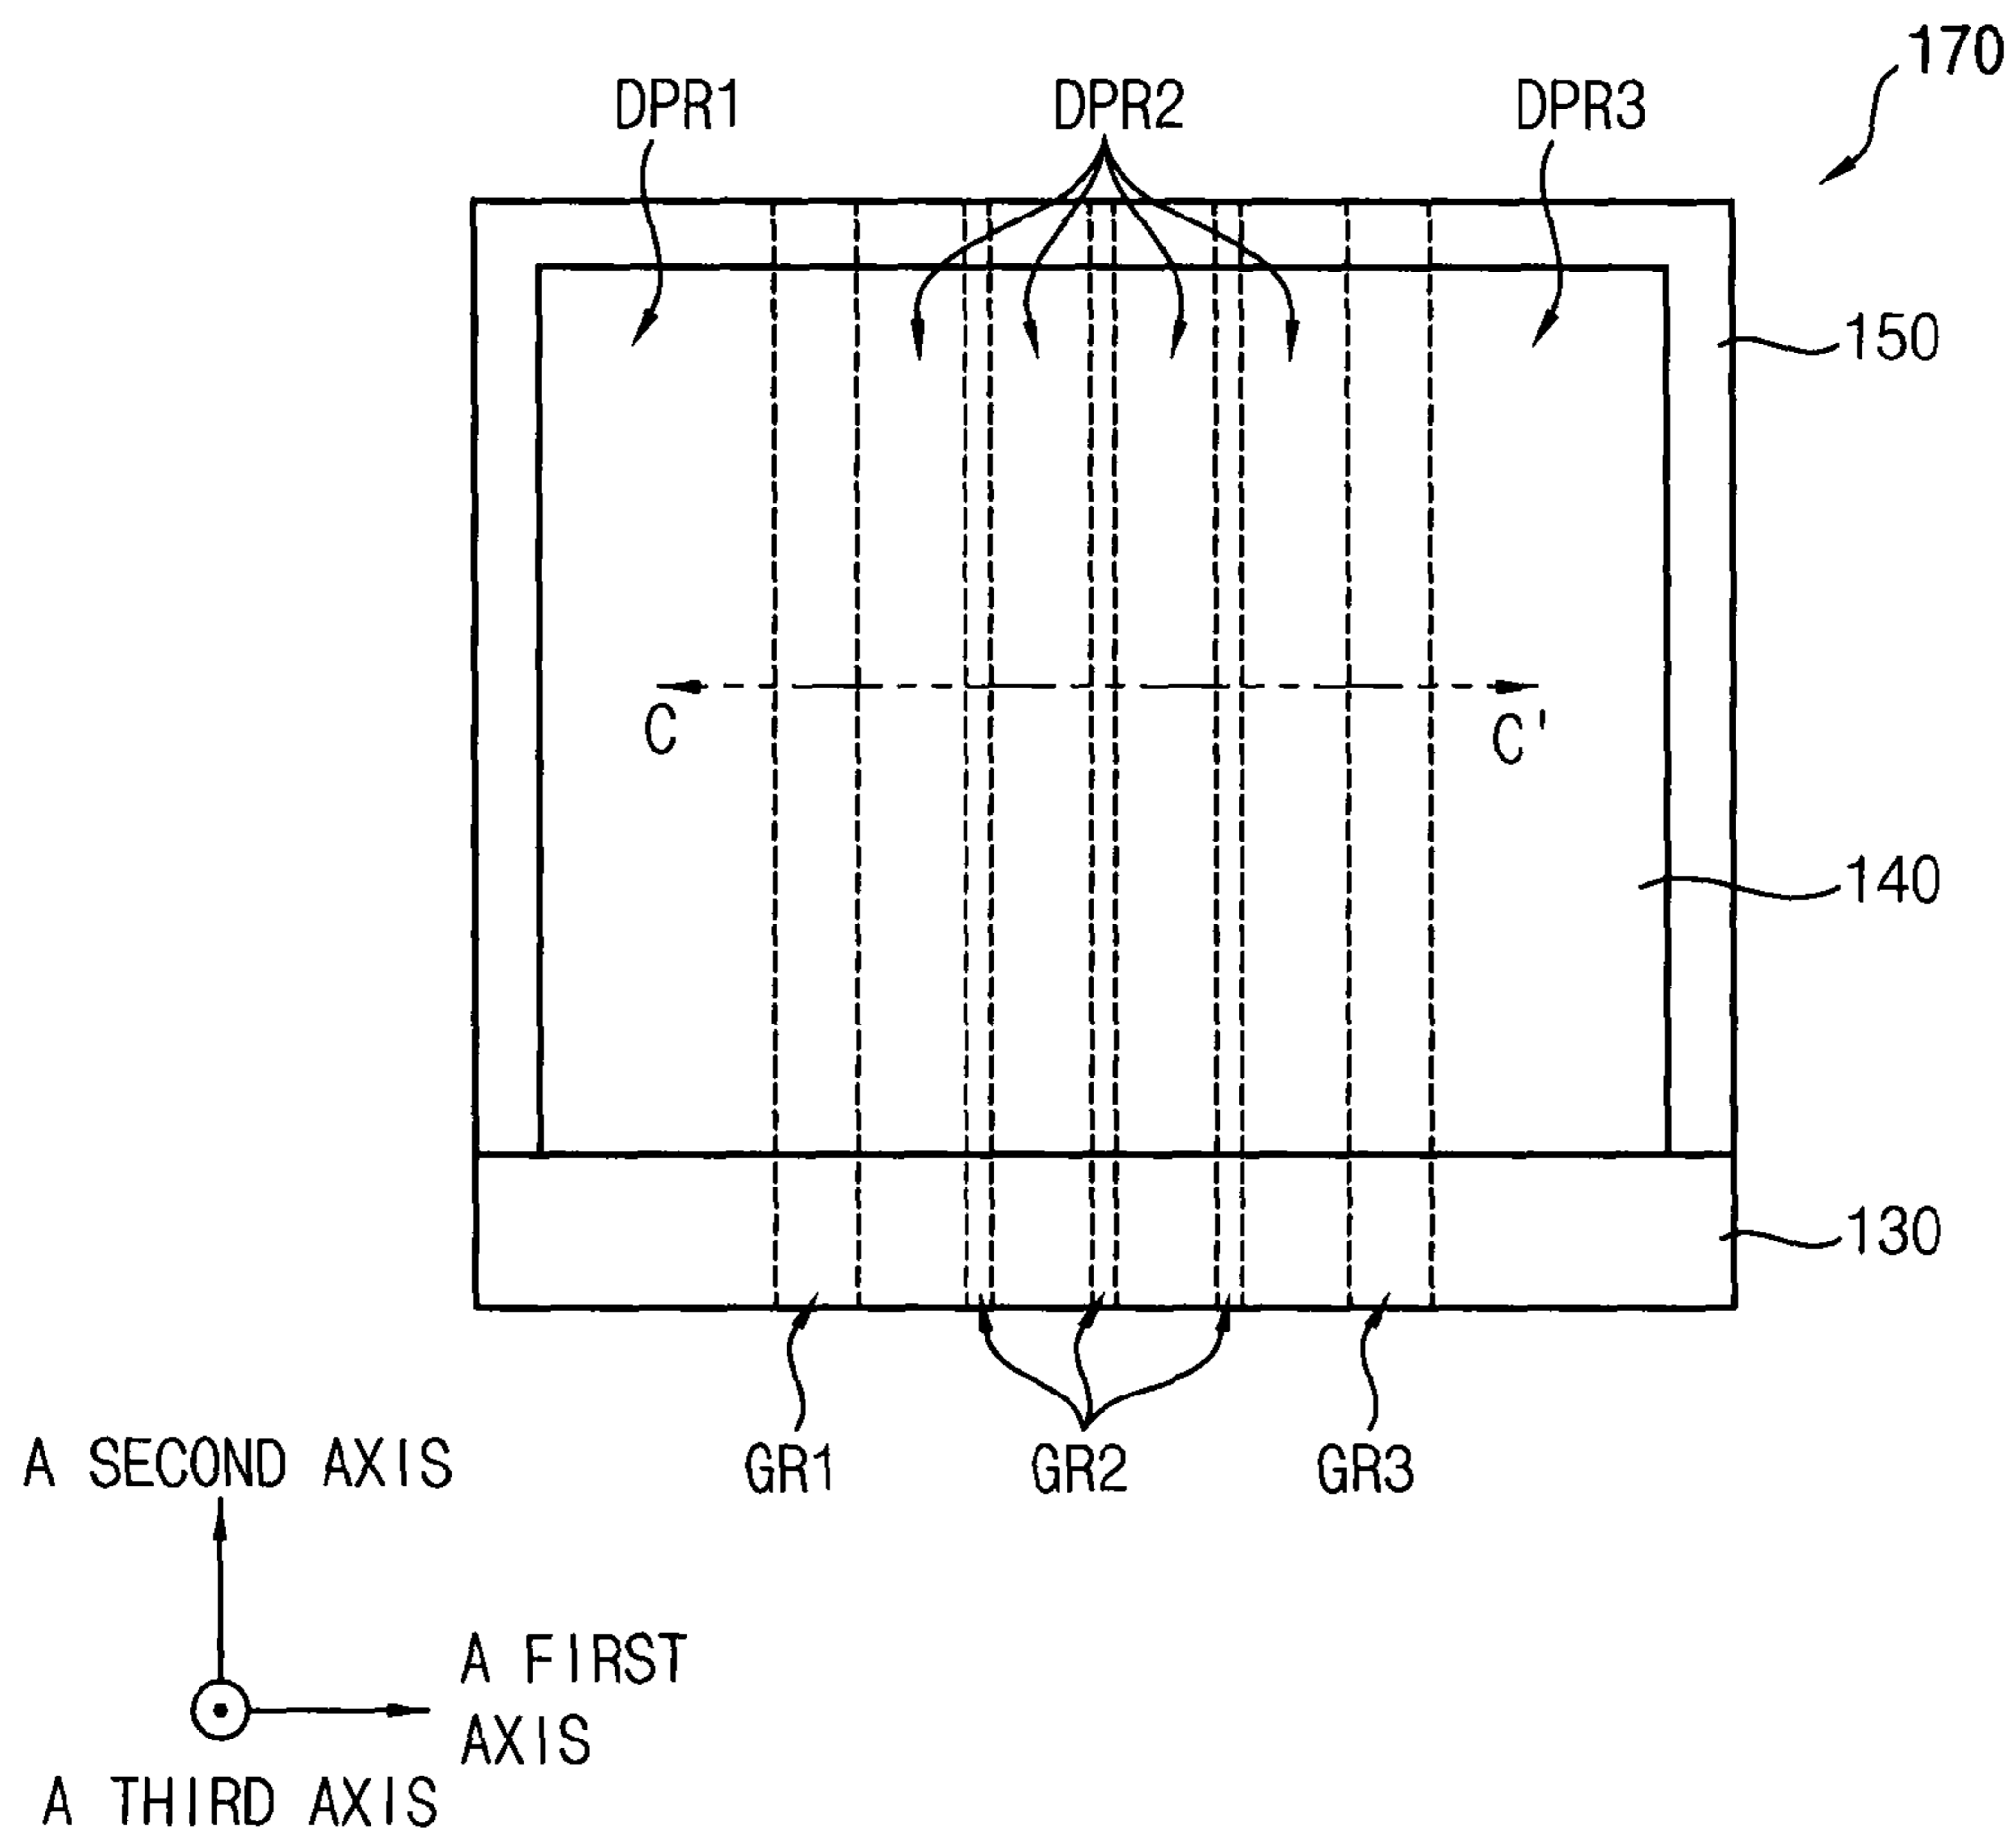 170
DPR1 DPR2 DPR3
150
C C'
140
130
GR1 GR2 GR3
A SECOND AXIS
A FIRST
AXIS
A THIRD AXIS